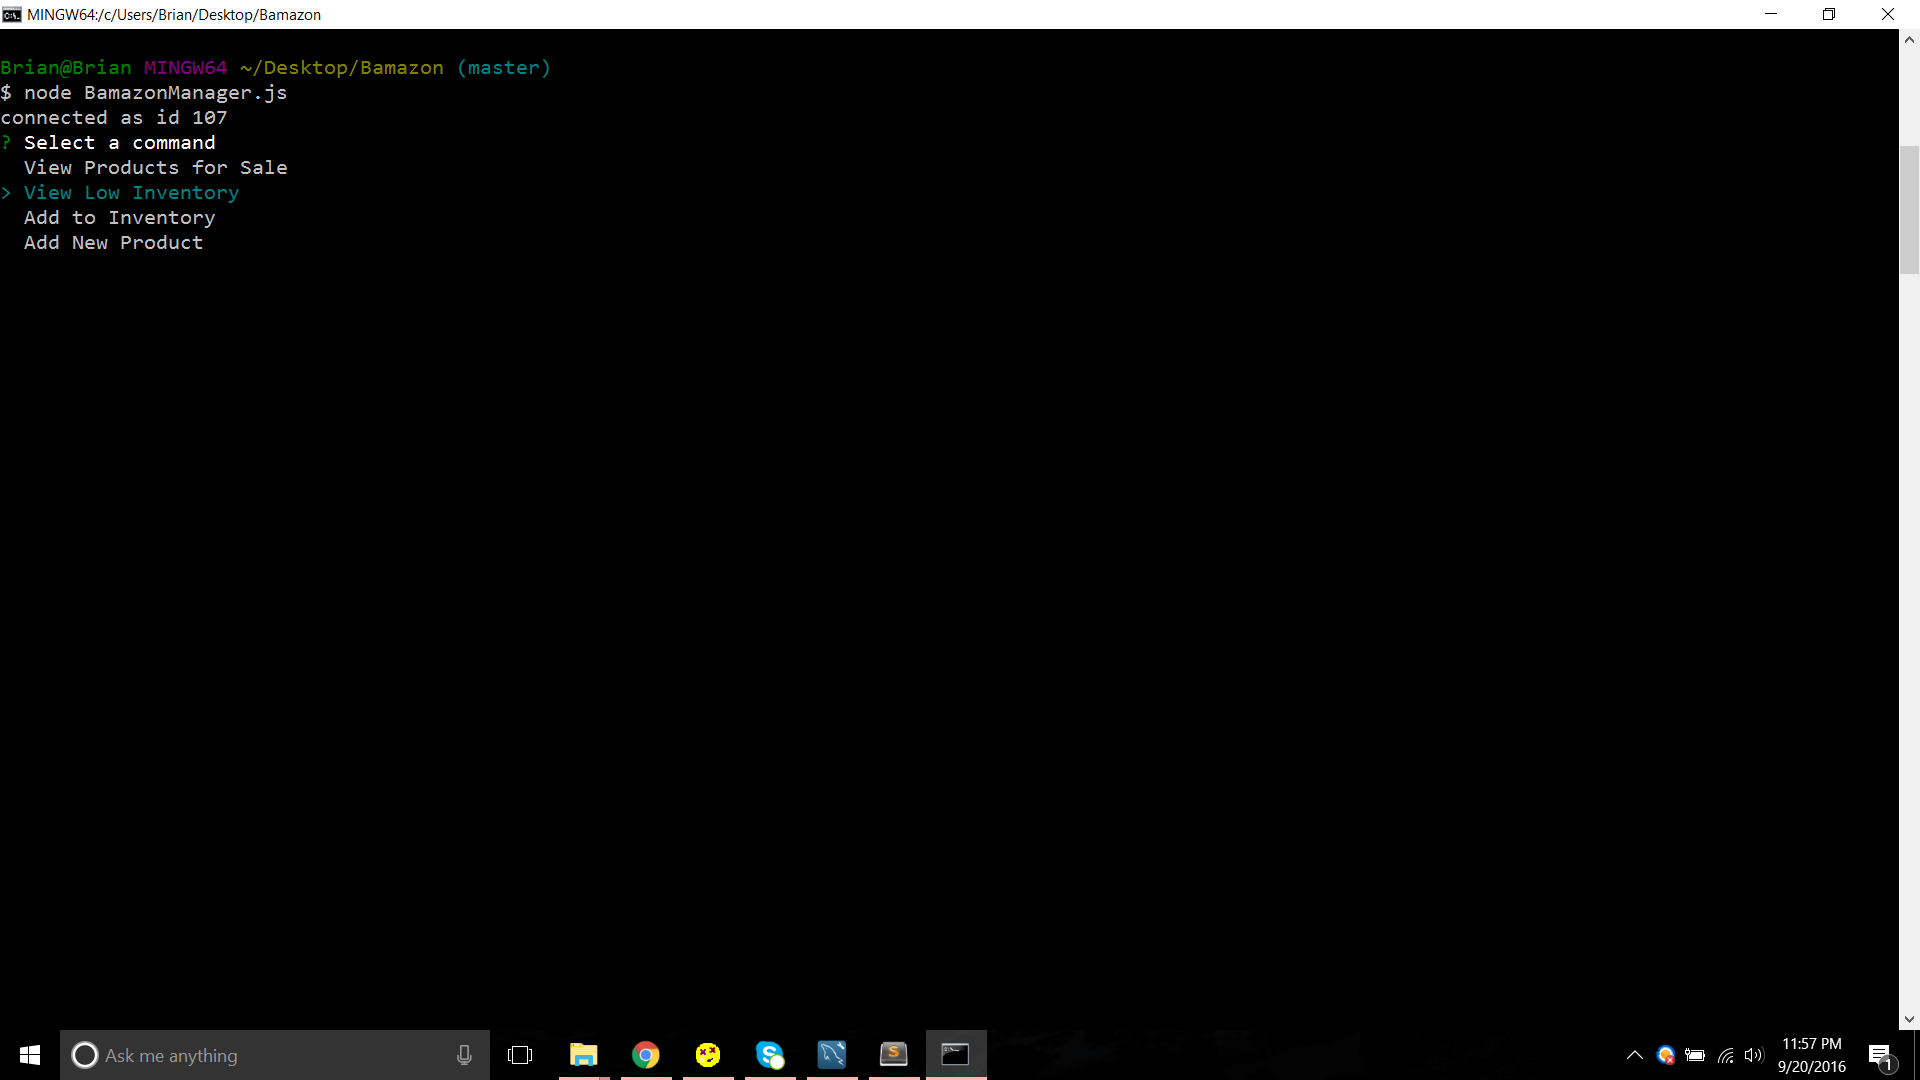 MINGW64:/c/Users/Brian/Desktop/Bamazon
Brian@Brian MINGW64 ~/Desktop/Bamazon (master)
$ node BamazonManager.js
connected as id 107
? Select a command
View Products for Sale
> View Low Inventory
Add to Inventory
Add New Product
Ask me anything
11:57 PM
9/20/2016
1